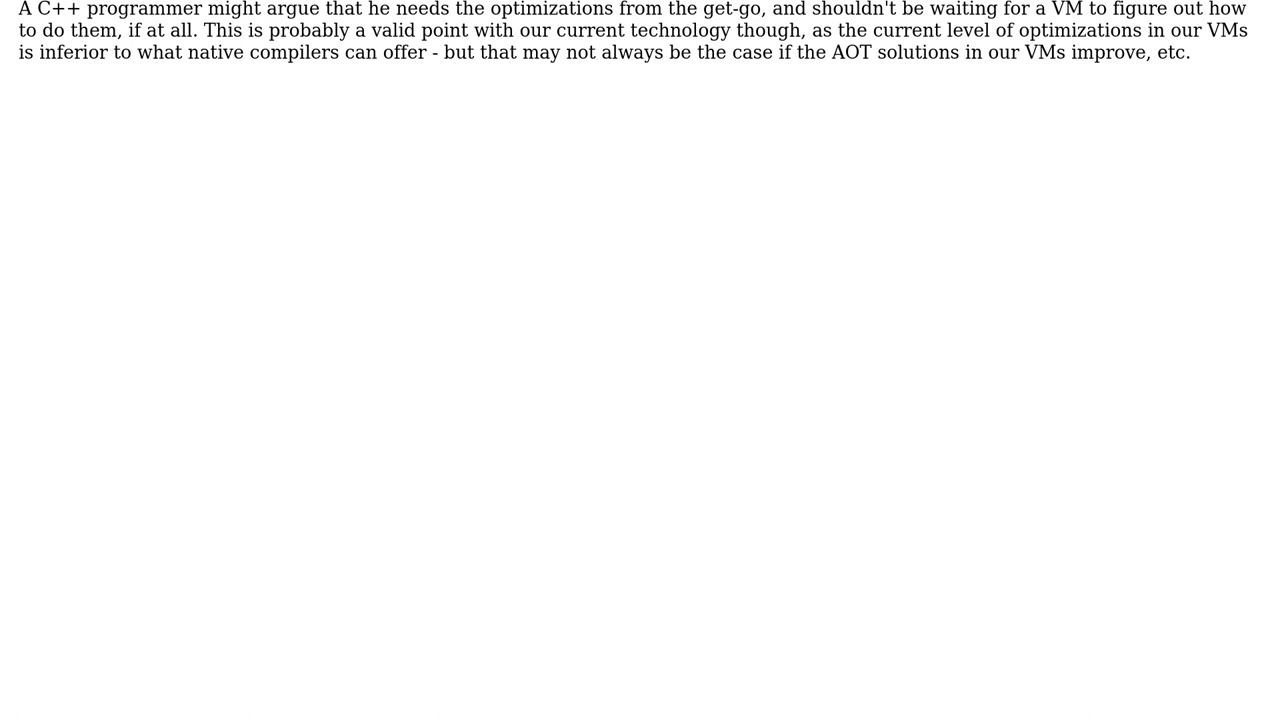 A C++ programmer might argue that he needs the optimizations from the get-go, and shouldn't be waiting for a VM to figure out how
to do them, if at all. This is probably a valid point with our current technology though, as the current level of optimizations in our VMs
is inferior to what native compilers can offer - but that may not always be the case if the AOT solutions in our VMs improve, etc.